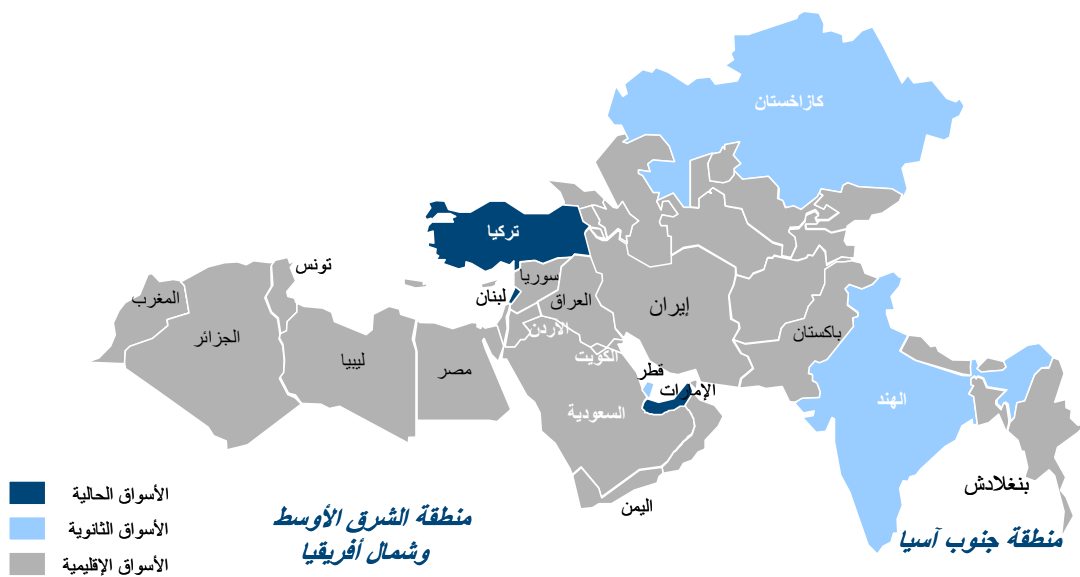 كازاخستان
تركيا
تونس
سوريا
لبنان
العراق
المغرب
إيران
الجزائر
الأردن
باكستان
الكويت
ليبيا
مصر
قطر
الإمارات
السعودية
الهند
بنغلادش
الأسواق الحالية
اليمن
منطقة الشرق الأوسط
وشمال أفريقيا
الأسواق الثانوية
منطقة جنوب آسيا
الأسواق الإقليمية